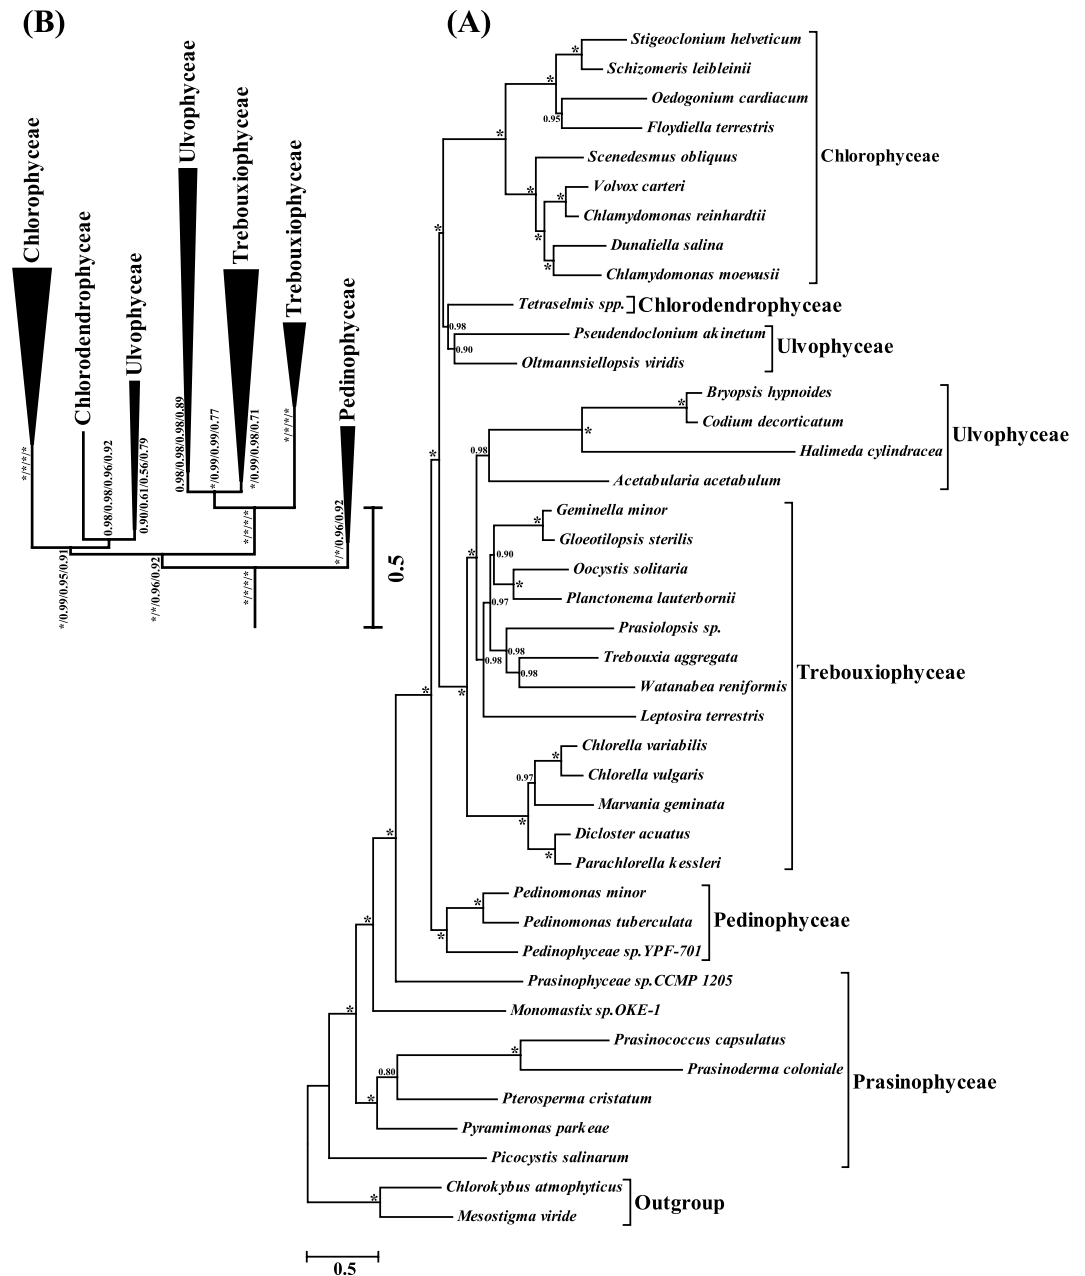 (B)
Chlorophyceae
Chlorodendrophyceae
Ulvophyceae
Ulvophyceae
Trebouxiophyceae
Trebouxiophyceae
Pedinophyceae
*/*/*/*
0.98/0.98/0.96/0.92
0.90/0.61/0.56/0.79
0.98/0.98/0.98/0.89
*/0.99/0.99/0.77
*/0.99/0.98/0.71
*/*/*/*
*/*/*/*
*/*/0.96/0.92
*/0.99/0.95/0.91
*/*/0.96/0.92
*/*/*/*
0.5
(A)
Stigeoclonium helveticum
*
Schizomeris leibleinii
*
Oedogonium cardiacum
0.95
Floydiella terrestris
*
Chlorophyceae
Scenedesmus obliquus
*
Volvox carteri
*
Chlamydomonas reinhardtii
*
Dunaliella salina
*
Chlamydomonas moewusii
*
Tetraselmis spp.
Chlorodendrophyceae
0.98
Pseudendoclonium akinetum
0.90
Ulvophyceae
Oltmannsiellopsis viridis
Bryopsis hypnoides
*
Codium decorticatum
*
Ulvophyceae
Halimeda cylindracea
0.98
*
Acetabularia acetabulum
Geminella minor
*
Gloeotilopsis sterilis
*
0.90
Oocystis solitaria
*
Planctonema lauterbornii
0.97
Prasiolopsis sp.
0.98
Trebouxia aggregata
0.98
0.98
Trebouxiophyceae
Watanabea reniformis
*
*
Leptosira terrestris
Chlorella variabilis
*
Chlorella vulgaris
0.97
Marvania geminata
*
Dicloster acuatus
*
*
Parachlorella kessleri
Pedinomonas minor
*
Pedinomonas tuberculata
Pedinophyceae
*
*
Pedinophyceae sp.YPF-701
Prasinophyceae sp.CCMP 1205
*
Monomastix sp.OKE-1
Prasinococcus capsulatus
*
Prasinoderma coloniale
0.80
Prasinophyceae
Pterosperma cristatum
*
Pyramimonas parkeae
Picocystis salinarum
Chlorokybus atmophyticus
*
Outgroup
Mesostigma viride
0.5